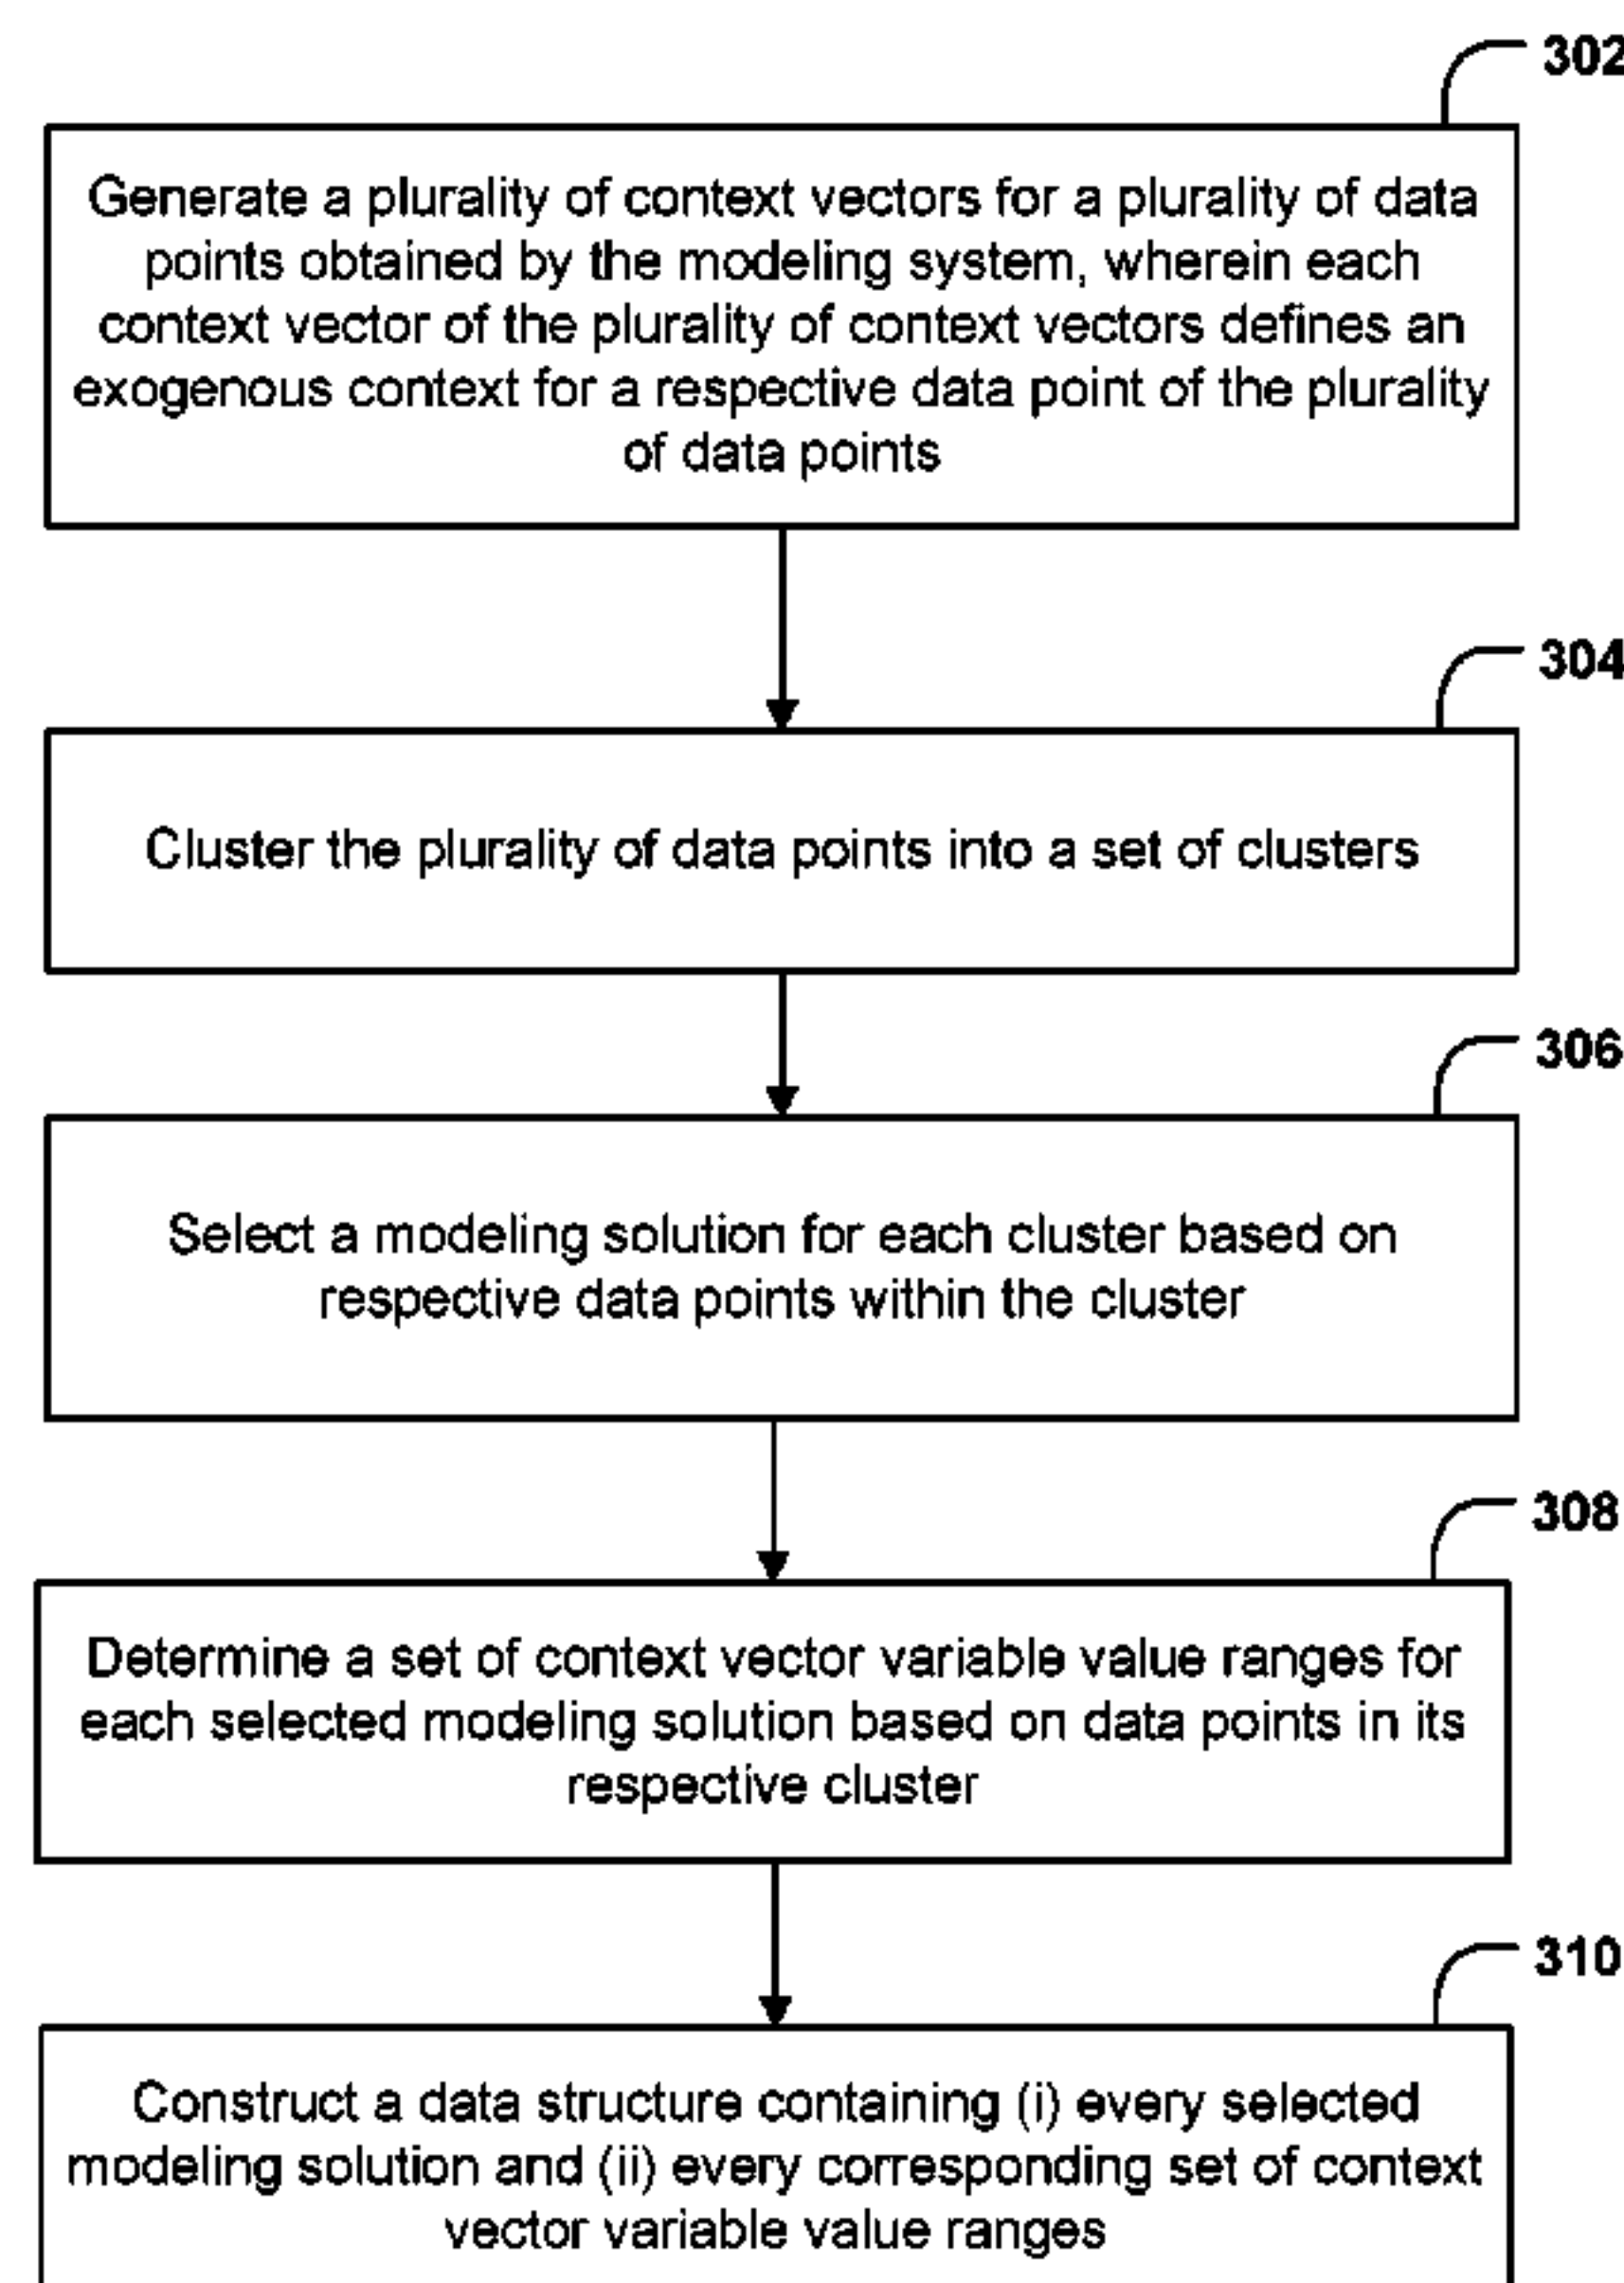 302
Generate a plurality of context vectors for a plurality of data
points obtained by the modeling system, wherein each
context vector of the plurality of context vectors defines an
exogenous context for a respective data point of the plurality
of data points
304
Cluster the plurality of data points into a set of clusters
306
Select a modeling solution for each cluster based on
respective data points within the cluster
308
Determine a set of context vector variable value ranges for
each selected modeling solution based on data points in its
respective cluster
310
Construct a data structure containing (i) every selected
modeling solution and (ii) every corresponding set of context
vector variable value ranges